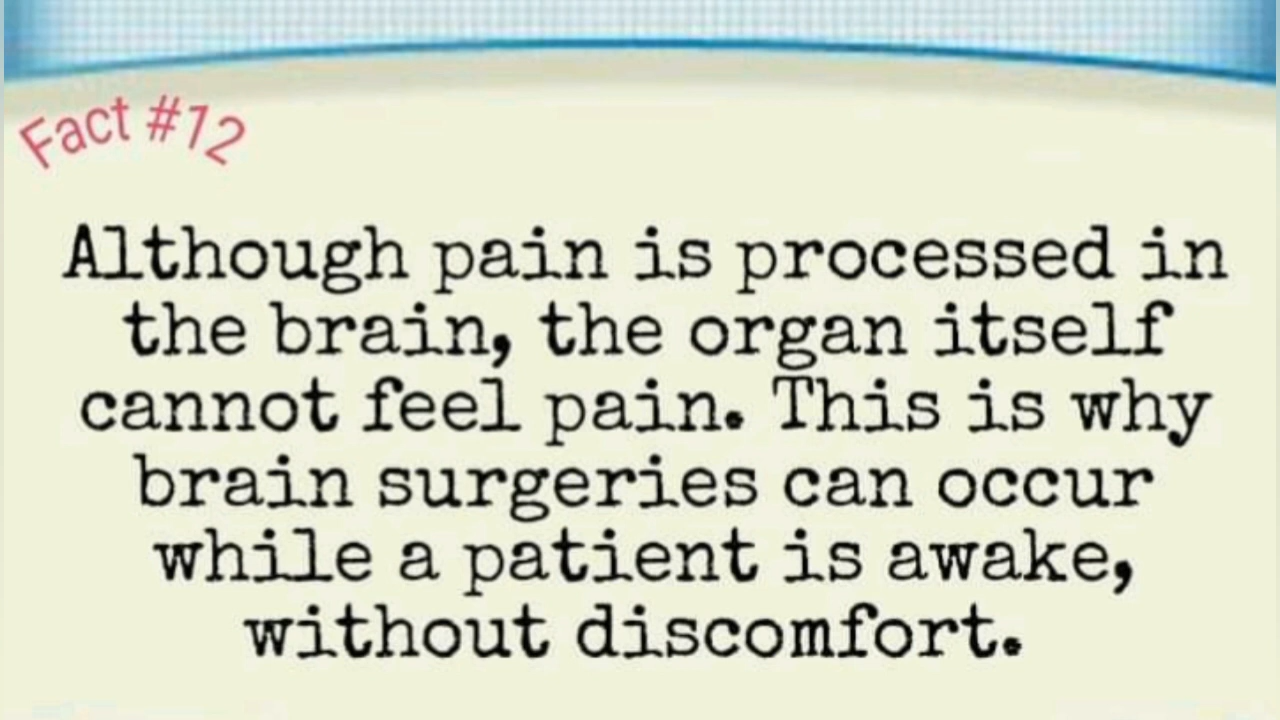 Fact #12
Although pain is processed in
the brain, the organ itself
cannot feel pain. This is why
brain surgeries can occur
while a patient is awake,
without discomfort.